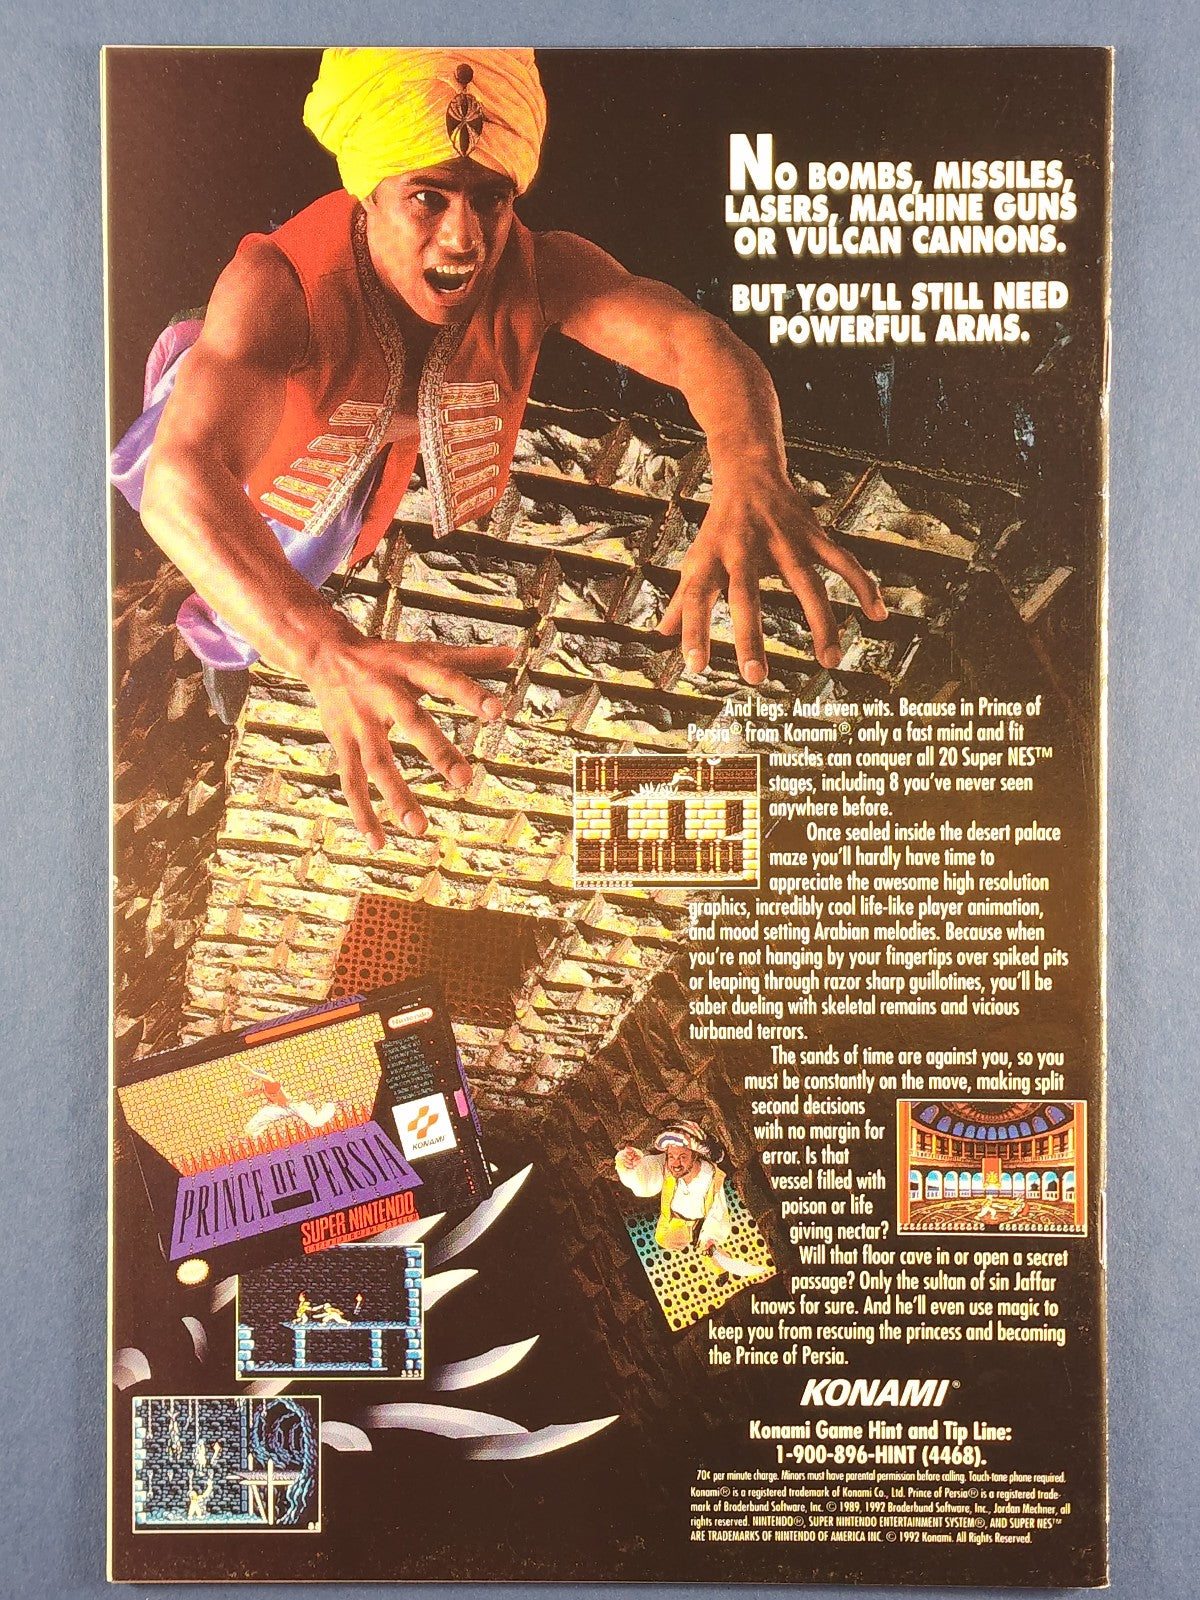 NO BOMBS, MISSILES,
LASERS, MACHINE GUNS
OR VULCAN CANNONS.
BUT YOU'LL STILL NEED
POWERFUL ARMS.
And legs. And even wits. Because in Prince of
Persia® from Konami®, only a fast mind and fit
muscles can conquer all 20 Super NES™
stages, including 8 you've never seen
anywhere before.
Once sealed inside the desert palace
maze you'll hardly have time to
appreciate the awesome high resolution
graphics, incredibly cool life-like player animation,
and mood setting Arabian melodies. Because when
you're not hanging by your fingertips over spiked pits
or leaping through razor sharp guillotines, you'll be
saber dueling with skeletal remains and vicious
turbaned terrors.
The sands of time are against you, so you
must be constantly on the move, making split
second decisions
with no margin for
error. Is that
vessel filled with
poison or life
giving nectar?
Will that floor cave in or open a secret
passage? Only the sultan of sin Jaffar
knows for sure. And he'll even use magic to
keep you from rescuing the princess and becoming
the Prince of Persia.
Nintendo
KONAMI
PRINCE OF PERSIA
SUPER NINTENDO
KONAMI®
Konami Game Hint and Tip Line:
1-900-896-HINT (4468).
70¢ per minute charge. Minors must have parental permission before calling. Touch-tone phone required.
Konami® is a registered trademark of Konami Co., Ltd. Prince of Persia® is a registered trade-
mark of Broderbund Software, Inc. © 1989, 1992 Broderbund Software, Inc., Jordan Mechner, all
rights reserved. NINTENDO®, SUPER NINTENDO ENTERTAINMENT SYSTEM®, AND SUPER NES™
ARE TRADEMARKS OF NINTENDO OF AMERICA INC. © 1992 Konami. All Rights Reserved.